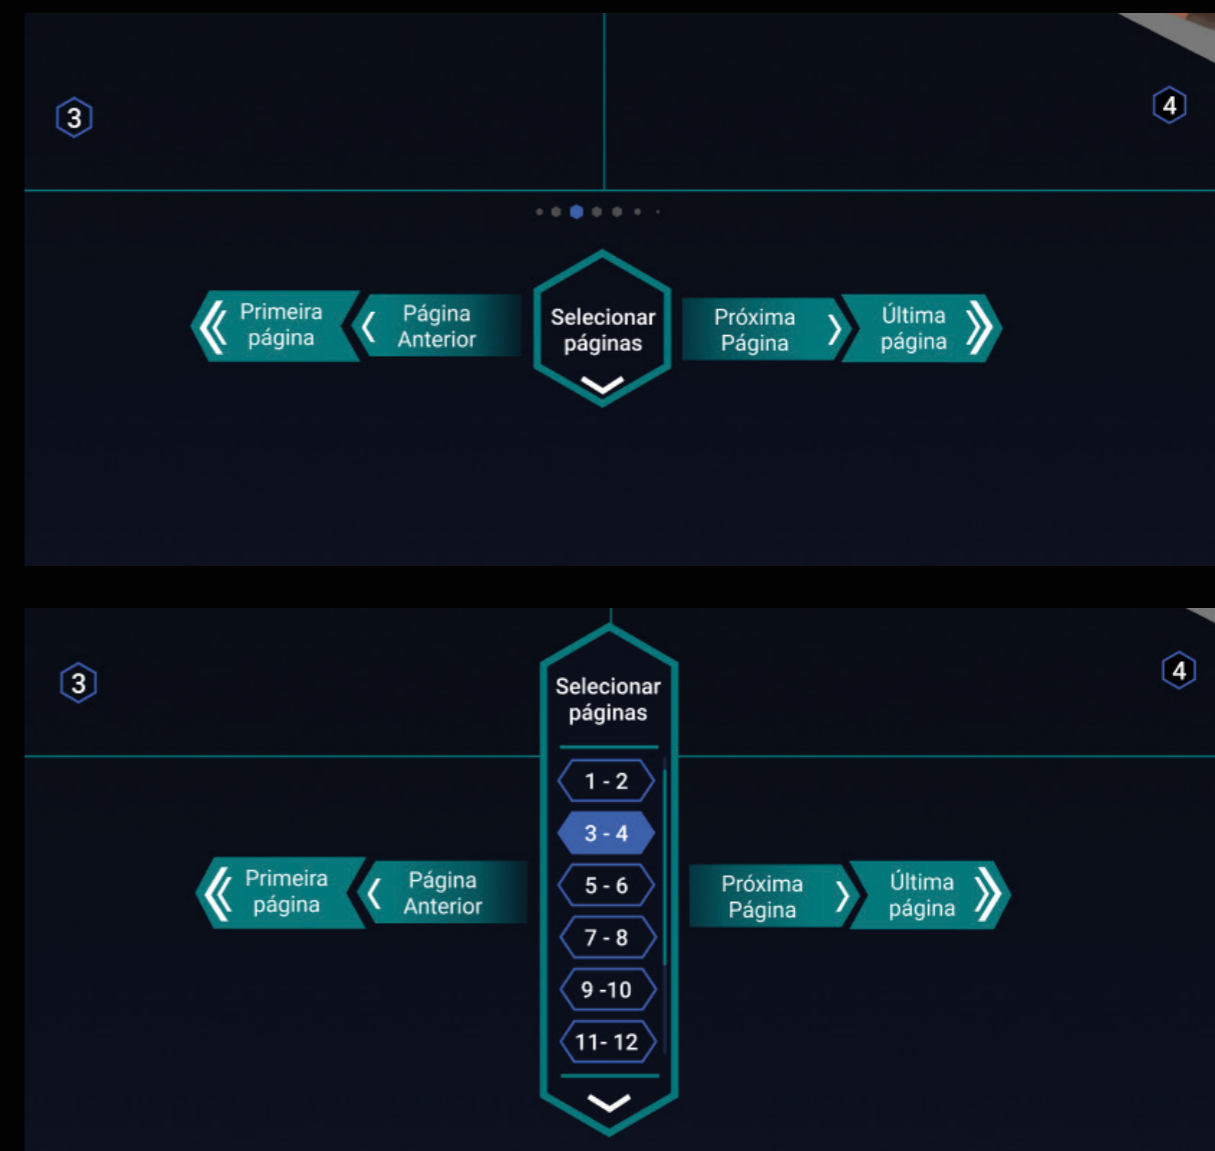 3
4
Primeira
página
Página
Anterior
Selecionar
páginas
Próxima
Página
Última
página
3
4
Selecionar
páginas
1 - 2
3 - 4
5 - 6
7 - 8
9 -10
11- 12
Primeira
página
Página
Anterior
Próxima
Página
Última
página